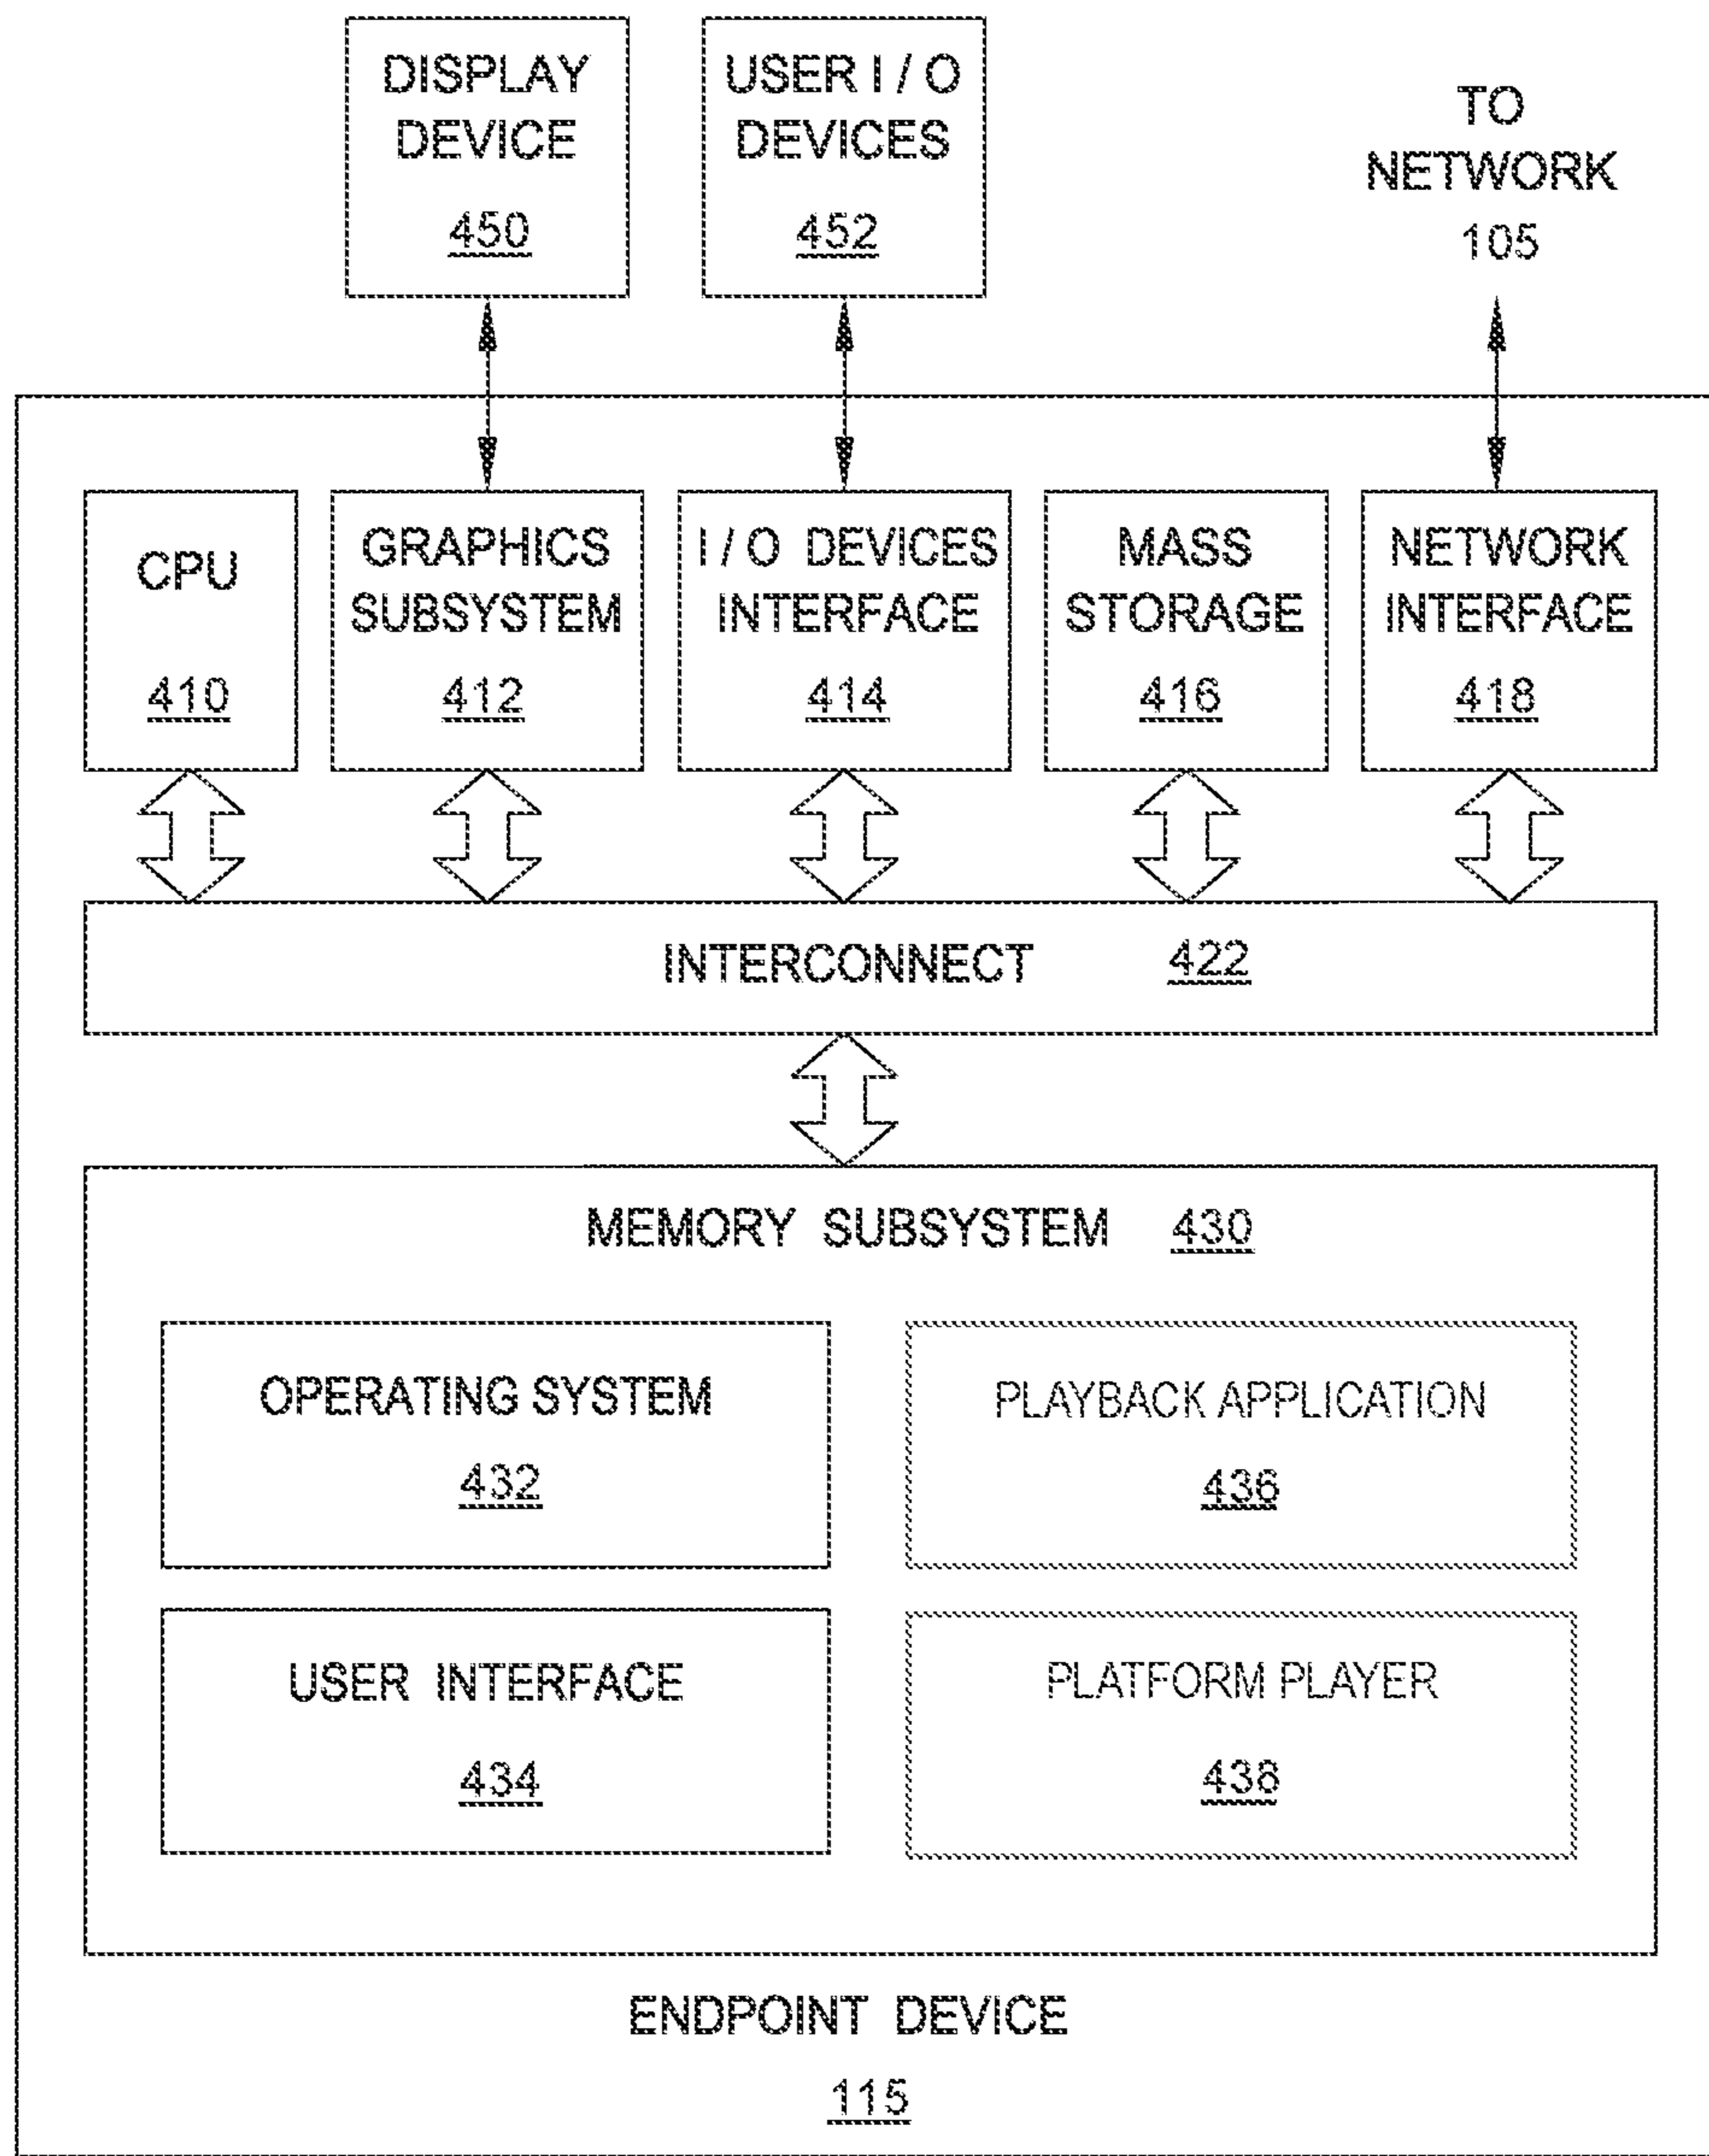 DISPLAY
DEVICE
450
USER I / O
DEVICES
452
TO
NETWORK
105
CPU
410
GRAPHICS
SUBSYSTEM
412
I / O DEVICES
INTERFACE
414
MASS
STORAGE
416
NETWORK
INTERFACE
418
INTERCONNECT 422
MEMORY SUBSYSTEM 430
OPERATING SYSTEM
432
PLAYBACK APPLICATION
436
USER INTERFACE
434
PLATFORM PLAYER
438
ENDPOINT DEVICE
115